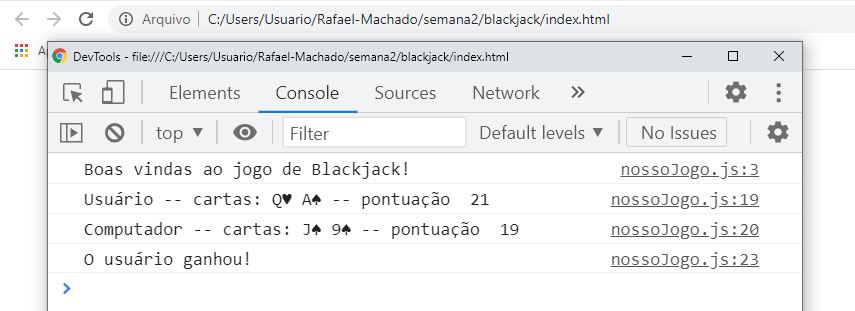 Arquivo | C:/Users/Usuario/Rafael-Machado/semana2/blackjack/index.html
DevTools - file:///C:/Users/Usuario/Rafael-Machado/semana2/blackjack/index.html
Elements Console Sources Network »
top ▼ Filter Default levels ▼ No Issues
Boas vindas ao jogo de Blackjack! nossoJogo.js:3
Usuário -- cartas: Q♥ A♠ -- pontuação  21 nossoJogo.js:19
Computador -- cartas: J♠ 9♠ -- pontuação  19 nossoJogo.js:20
O usuário ganhou! nossoJogo.js:23